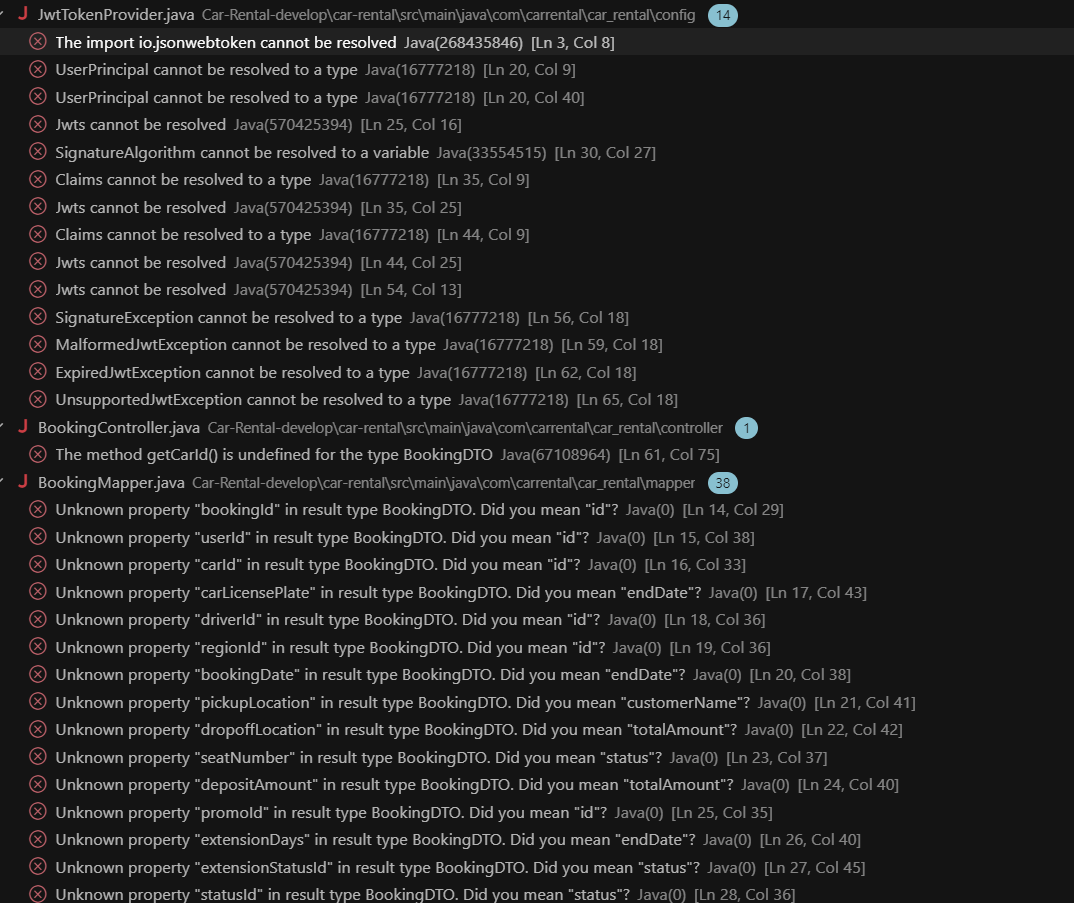 JwtTokenProvider.java Car-Rental-develop\car-rental\src\main\java\com\carrental\car_rental\config 14
The import io.jsonwebtoken cannot be resolved Java(268435846) [Ln 3, Col 8]
UserPrincipal cannot be resolved to a type Java(16777218) [Ln 20, Col 9]
UserPrincipal cannot be resolved to a type Java(16777218) [Ln 20, Col 40]
Jwts cannot be resolved Java(570425394) [Ln 25, Col 16]
SignatureAlgorithm cannot be resolved to a variable Java(33554515) [Ln 30, Col 27]
Claims cannot be resolved to a type Java(16777218) [Ln 35, Col 9]
Jwts cannot be resolved Java(570425394) [Ln 35, Col 25]
Claims cannot be resolved to a type Java(16777218) [Ln 44, Col 9]
Jwts cannot be resolved Java(570425394) [Ln 44, Col 25]
Jwts cannot be resolved Java(570425394) [Ln 54, Col 13]
SignatureException cannot be resolved to a type Java(16777218) [Ln 56, Col 18]
MalformedJwtException cannot be resolved to a type Java(16777218) [Ln 59, Col 18]
ExpiredJwtException cannot be resolved to a type Java(16777218) [Ln 62, Col 18]
UnsupportedJwtException cannot be resolved to a type Java(16777218) [Ln 65, Col 18]
BookingController.java Car-Rental-develop\car-rental\src\main\java\com\carrental\car_rental\controller 1
The method getCarId() is undefined for the type BookingDTO Java(67108964) [Ln 61, Col 75]
BookingMapper.java Car-Rental-develop\car-rental\src\main\java\com\carrental\car_rental\mapper 38
Unknown property "bookingId" in result type BookingDTO. Did you mean "id"? Java(0) [Ln 14, Col 29]
Unknown property "userId" in result type BookingDTO. Did you mean "id"? Java(0) [Ln 15, Col 38]
Unknown property "carId" in result type BookingDTO. Did you mean "id"? Java(0) [Ln 16, Col 33]
Unknown property "carLicensePlate" in result type BookingDTO. Did you mean "endDate"? Java(0) [Ln 17, Col 43]
Unknown property "driverId" in result type BookingDTO. Did you mean "id"? Java(0) [Ln 18, Col 36]
Unknown property "regionId" in result type BookingDTO. Did you mean "id"? Java(0) [Ln 19, Col 36]
Unknown property "bookingDate" in result type BookingDTO. Did you mean "endDate"? Java(0) [Ln 20, Col 38]
Unknown property "pickupLocation" in result type BookingDTO. Did you mean "customerName"? Java(0) [Ln 21, Col 41]
Unknown property "dropoffLocation" in result type BookingDTO. Did you mean "totalAmount"? Java(0) [Ln 22, Col 42]
Unknown property "seatNumber" in result type BookingDTO. Did you mean "status"? Java(0) [Ln 23, Col 37]
Unknown property "depositAmount" in result type BookingDTO. Did you mean "totalAmount"? Java(0) [Ln 24, Col 40]
Unknown property "promoId" in result type BookingDTO. Did you mean "id"? Java(0) [Ln 25, Col 35]
Unknown property "extensionDays" in result type BookingDTO. Did you mean "endDate"? Java(0) [Ln 26, Col 40]
Unknown property "extensionStatusId" in result type BookingDTO. Did you mean "status"? Java(0) [Ln 27, Col 45]
Unknown property "statusId" in result type BookingDTO. Did you mean "status"? Java(0) [Ln 28, Col 36]